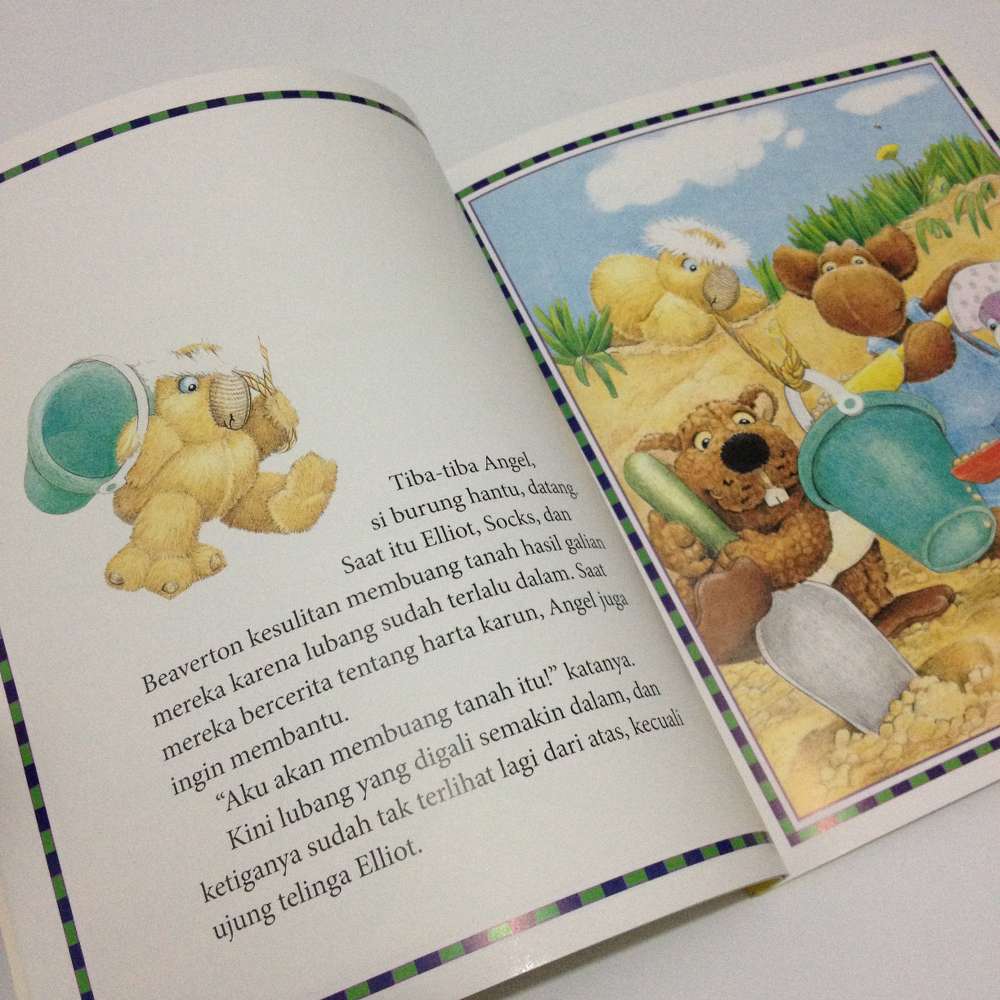 Tiba-tiba Angel,
si burung hantu, datang.
Saat itu Elliot, Socks, dan
Beaverton kesulitan membuang tanah hasil galian
mereka karena lubang sudah terlalu dalam. Saat
mereka bercerita tentang harta karun, Angel juga
ingin membantu.
“Aku akan membuang tanah itu!” katanya.
Kini lubang yang digali semakin dalam, dan
ketiganya sudah tak terlihat lagi dari atas, kecuali
ujung telinga Elliot.